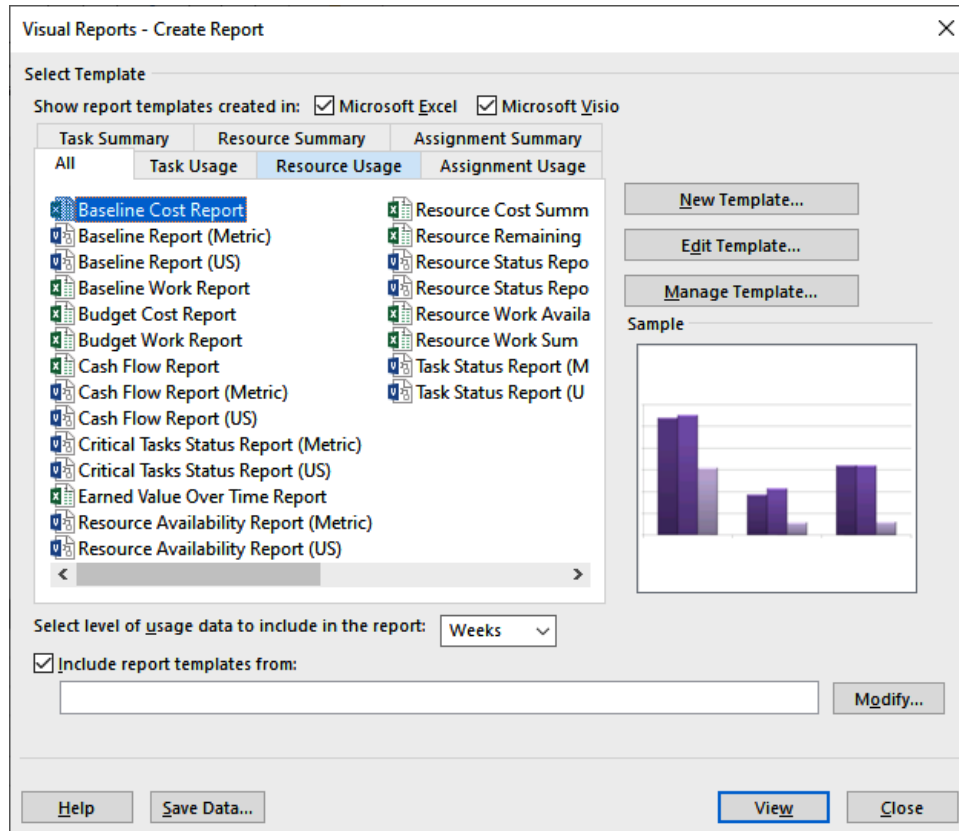 Visual Reports - Create Report
Select Template
Show report templates created in: Microsoft Excel Microsoft Visio
Task Summary Resource Summary Assignment Summary
All Task Usage Resource Usage Assignment Usage
Baseline Cost Report
Baseline Report (Metric)
Baseline Report (US)
Baseline Work Report
Budget Cost Report
Budget Work Report
Cash Flow Report
Cash Flow Report (Metric)
Cash Flow Report (US)
Critical Tasks Status Report (Metric)
Critical Tasks Status Report (US)
Earned Value Over Time Report
Resource Availability Report (Metric)
Resource Availability Report (US)
Resource Cost Summ
Resource Remaining
Resource Status Repo
Resource Status Repo
Resource Work Availa
Resource Work Sum
Task Status Report (M
Task Status Report (U
New Template...
Edit Template...
Manage Template...
Sample
Select level of usage data to include in the report: Weeks
Include report templates from:
Modify...
Help Save Data... View Close